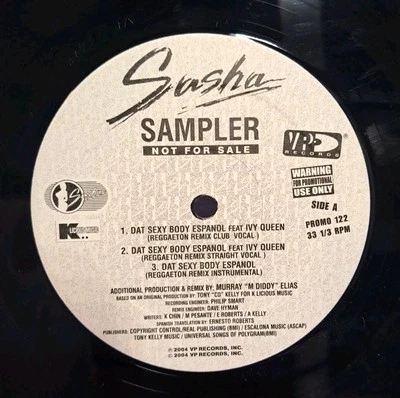 Sasha
SAMPLER
NOT FOR SALE
VP
RECORDS
WARNING
FOR PROMOTIONAL
USE ONLY
SIDE A
PROMO 122
33 1/3 RPM
Sasha
K
1. DAT SEXY BODY ESPANOL FEAT IVY QUEEN
(REGGAETON REMIX CLUB VOCAL )
2. DAT SEXY BODY ESPANOL FEAT IVY QUEEN
(REGGAETON REMIX STRAIGHT VOCAL )
3. DAT SEXY BODY ESPANOL
(REGGAETON REMIX INSTRUMENTAL)
ADDITIONAL PRODUCTION & REMIX BY: MURRAY "M DIDDY" ELIAS
BASED ON AN ORIGINAL PRODUCTION BY: TONY "CD" KELLY FOR K LICIOUS MUSIC
RECORDING ENGINEER: PHILIP SMART
REMIX ENGINEER: DAVE HYMAN
WRITERS: K CHIN / M PESANTE / E ROBERTS / A KELLY
SPANISH TRANSLATION BY: ERNESTO ROBERTS
PUBLISHERS: COPYRIGHT CONTROL/REAL PUBLISHING (BMI) / ESCALONA MUSIC (ASCAP)
TONY KELLY MUSIC / UNIVERSAL SONGS OF POLYGRAM(BMI)
℗ 2004 VP RECORDS, INC.
© 2004 VP RECORDS, INC.